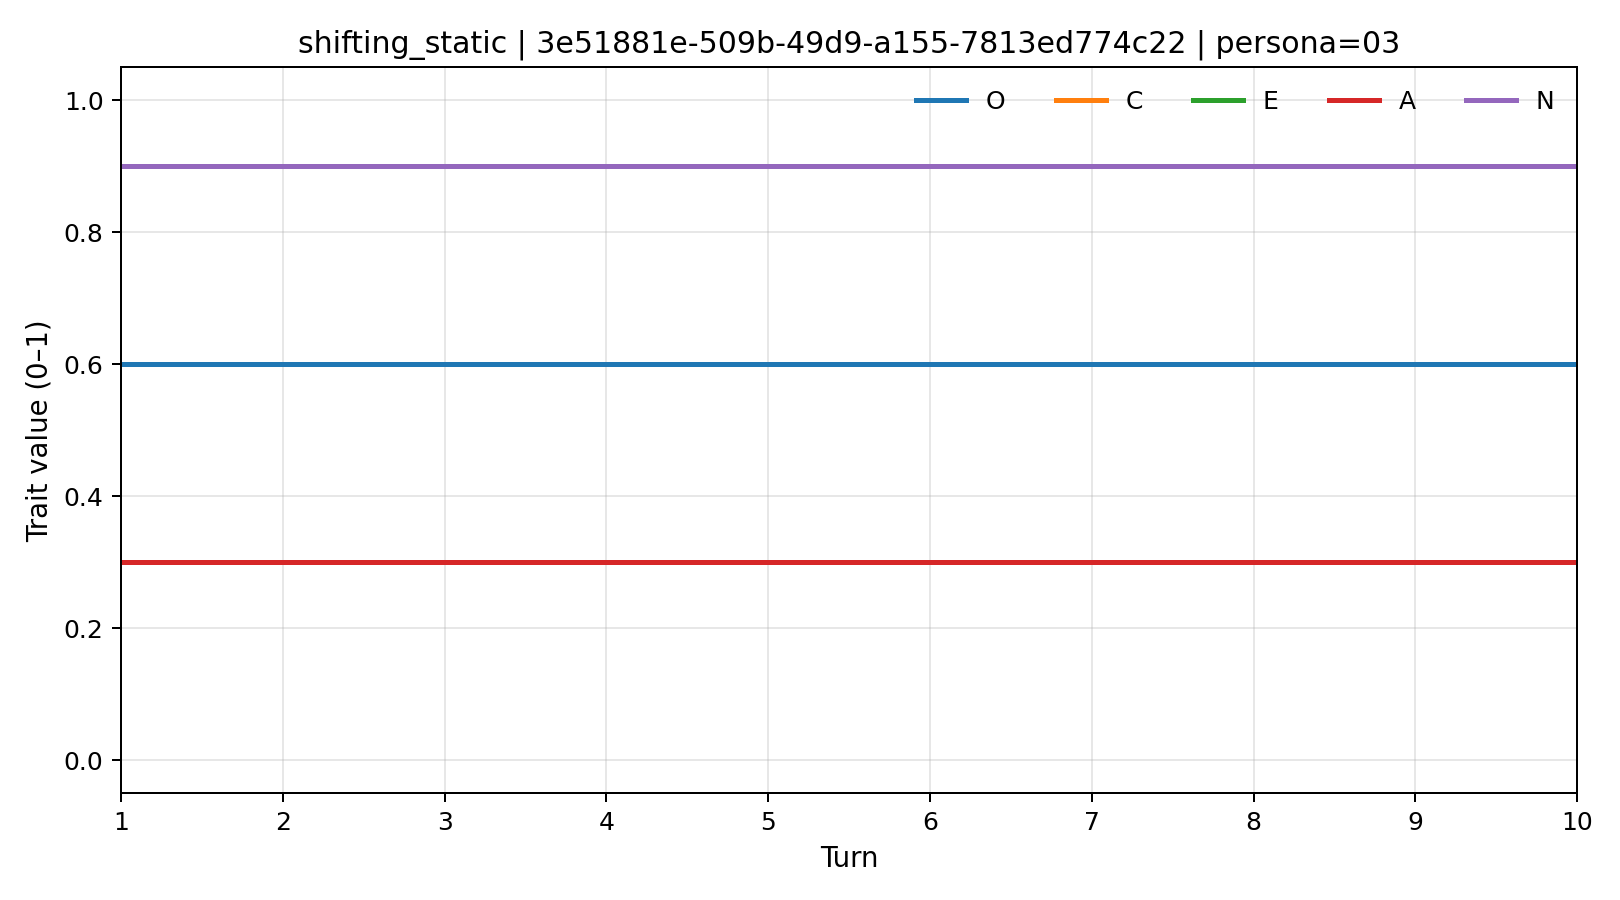 shifting_static | 3e51881e-509b-49d9-a155-7813ed774c22 | persona=03
O C E A N
Trait value (0–1)
1.0
0.8
0.6
0.4
0.2
0.0
1 2 3 4 5 6 7 8 9 10
Turn